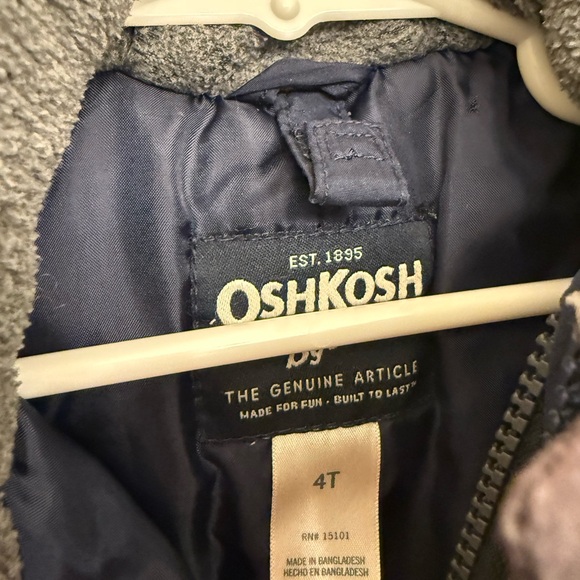 EST. 1895
OSHKOSH
THE GENUINE ARTICLE
MADE FOR FUN · BUILT TO LAST™
4T
RN# 15101
MADE IN BANGLADESH
HECHO EN BANGLADESH